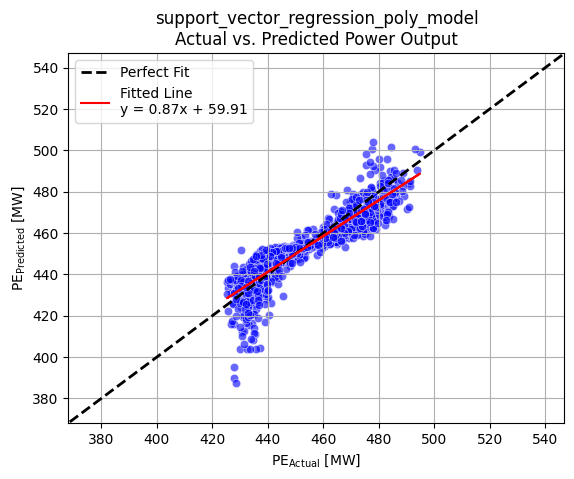 support_vector_regression_poly_model
Actual vs. Predicted Power Output
Perfect Fit
Fitted Line
y = 0.87x + 59.91
540
520
500
480
460
440
420
400
380
PE_Predicted [MW]
380 400 420 440 460 480 500 520 540
PE_Actual [MW]